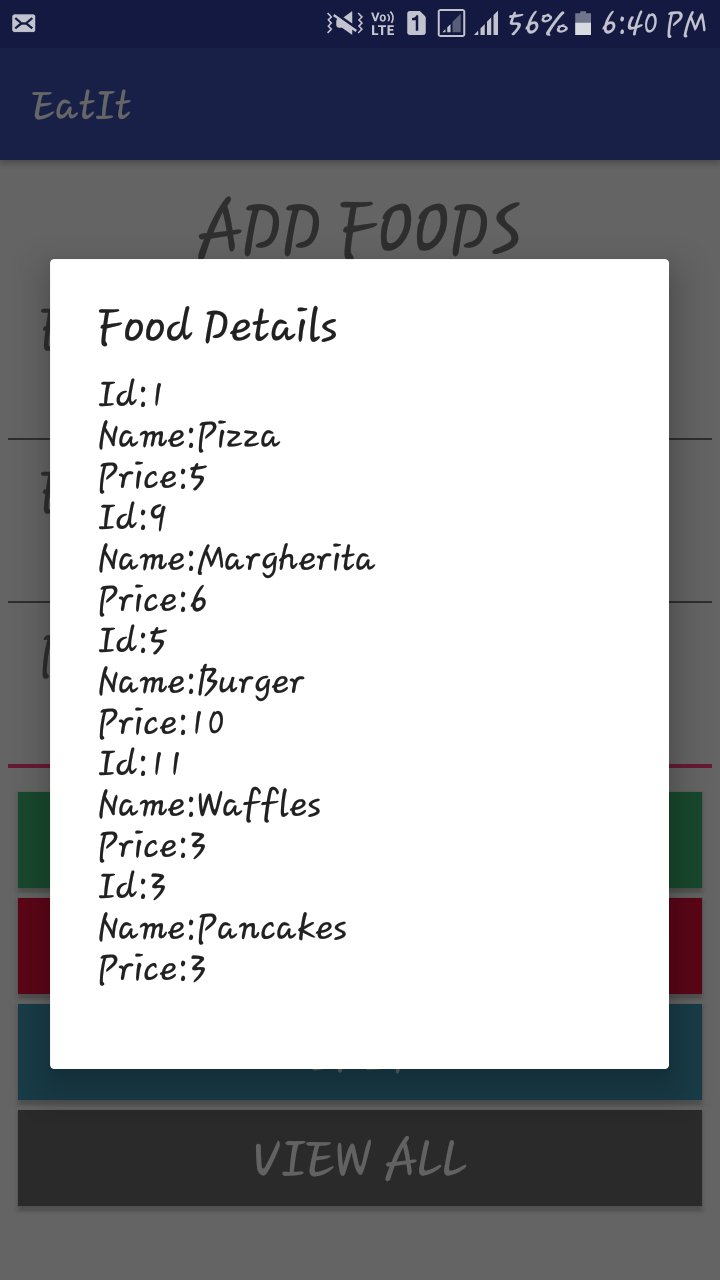 Vo)) LTE 1 56% 6:40 PM
EatIt
ADD FOODS
Food Details
Id:1
Name:Pizza
Price:5
Id:9
Name:Margherita
Price:6
Id:5
Name:Burger
Price:10
Id:11
Name:Waffles
Price:3
Id:3
Name:Pancakes
Price:3
VIEW ALL